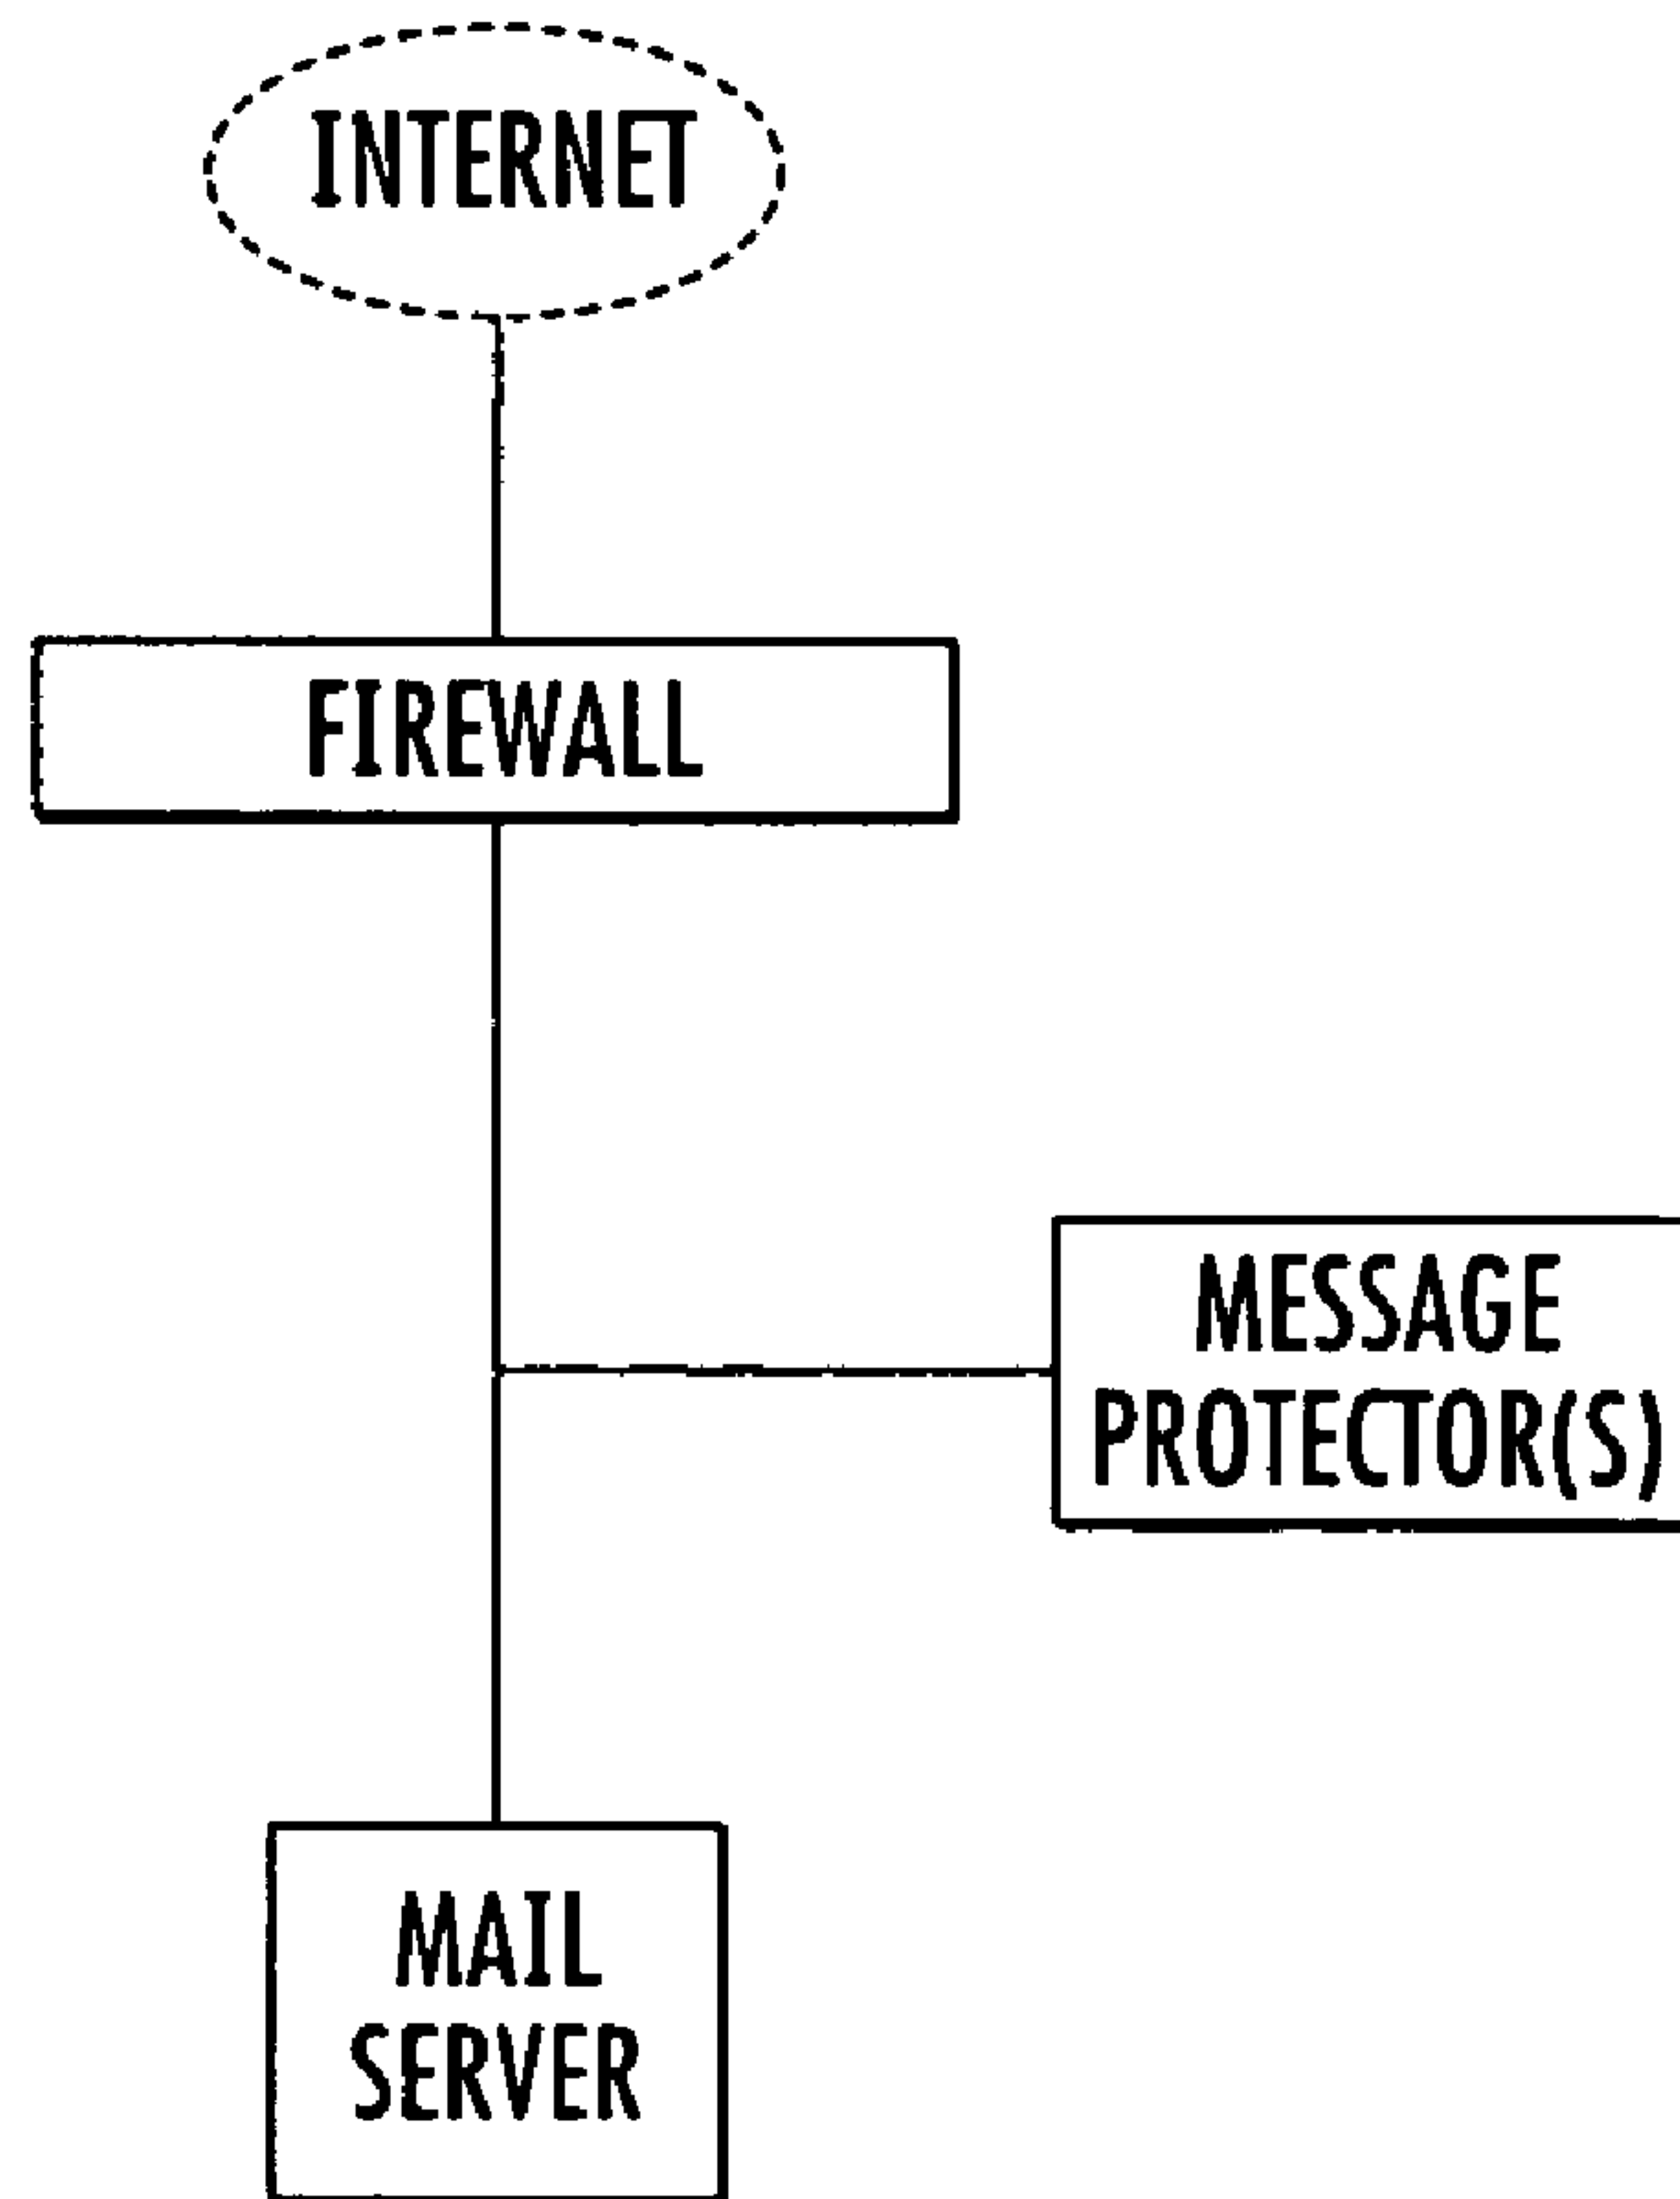 INTERNET
FIREWALL
MESSAGE
PROTECTOR(S)
MAIL
SERVER